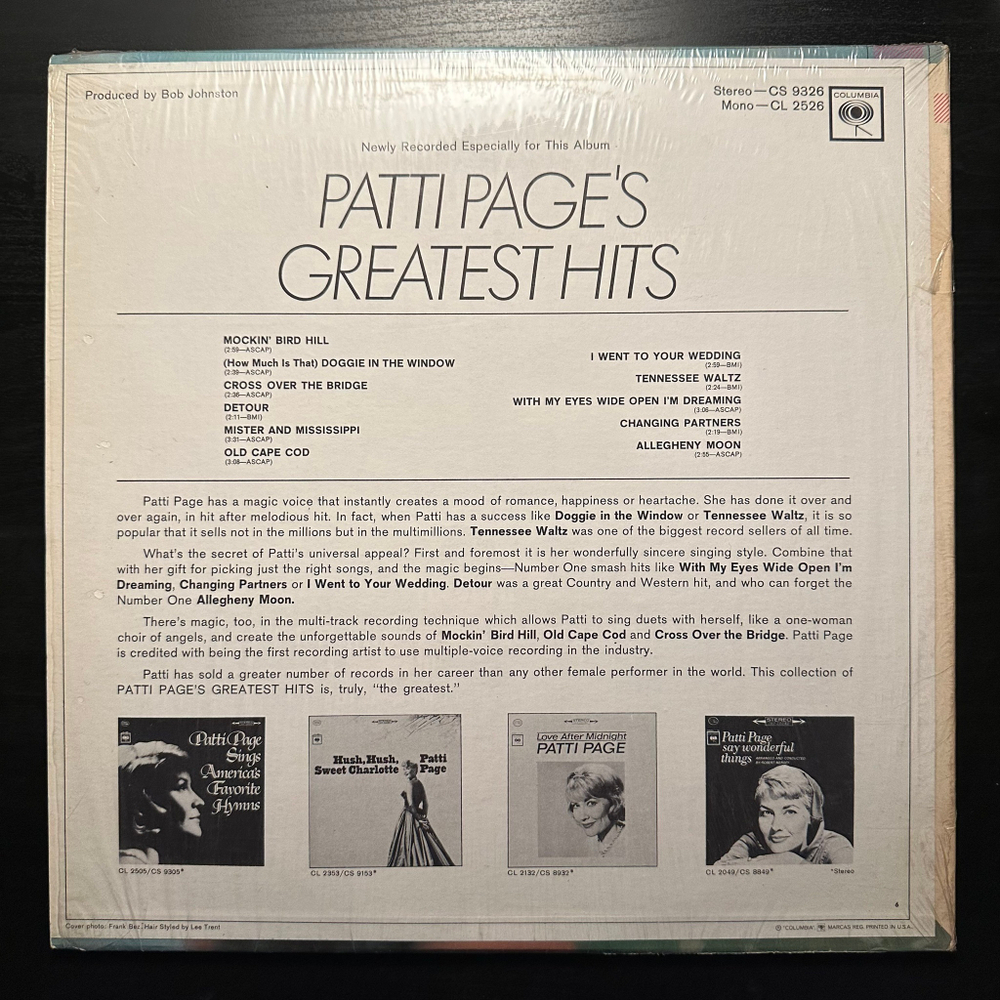 Produced by Bob Johnston
Stereo—CS 9326
Mono—CL 2526
COLUMBIA
Newly Recorded Especially for This Album
PATTI PAGE'S
GREATEST HITS
MOCKIN' BIRD HILL
(2:59—ASCAP)
(How Much Is That) DOGGIE IN THE WINDOW
(2:39—ASCAP)
CROSS OVER THE BRIDGE
(2:36—ASCAP)
DETOUR
(2:11—BMI)
MISTER AND MISSISSIPPI
(3:31—ASCAP)
OLD CAPE COD
(3:08—ASCAP)
I WENT TO YOUR WEDDING
(2:59—BMI)
TENNESSEE WALTZ
(2:24—BMI)
WITH MY EYES WIDE OPEN I'M DREAMING
(3:06—ASCAP)
CHANGING PARTNERS
(2:19—BMI)
ALLEGHENY MOON
(2:55—ASCAP)
Patti Page has a magic voice that instantly creates a mood of romance, happiness or heartache. She has done it over and
over again, in hit after melodious hit. In fact, when Patti has a success like Doggie in the Window or Tennessee Waltz, it is so
popular that it sells not in the millions but in the multimillions. Tennessee Waltz was one of the biggest record sellers of all time.
What's the secret of Patti's universal appeal? First and foremost it is her wonderfully sincere singing style. Combine that
with her gift for picking just the right songs, and the magic begins—Number One smash hits like With My Eyes Wide Open I'm
Dreaming, Changing Partners or I Went to Your Wedding. Detour was a great Country and Western hit, and who can forget the
Number One Allegheny Moon.
There's magic, too, in the multi-track recording technique which allows Patti to sing duets with herself, like a one-woman
choir of angels, and create the unforgettable sounds of Mockin' Bird Hill, Old Cape Cod and Cross Over the Bridge. Patti Page
is credited with being the first recording artist to use multiple-voice recording in the industry.
Patti has sold a greater number of records in her career than any other female performer in the world. This collection of
PATTI PAGE'S GREATEST HITS is, truly, "the greatest."
Patti Page
Sings
America's
Favorite
Hymns
CL 2505/CS 9305*
Hush, Hush,
Sweet Charlotte
Patti
Page
CL 2353/CS 9153*
Love After Midnight
PATTI PAGE
CL 2132/CS 8932*
STEREO
Patti Page
say wonderful
things
CL 2049/CS 8849*
*Stereo
6
Cover photo: Frank Bez, Hair Styled by Lee Trent
© "COLUMBIA", MARCAS REG. PRINTED IN U.S.A.